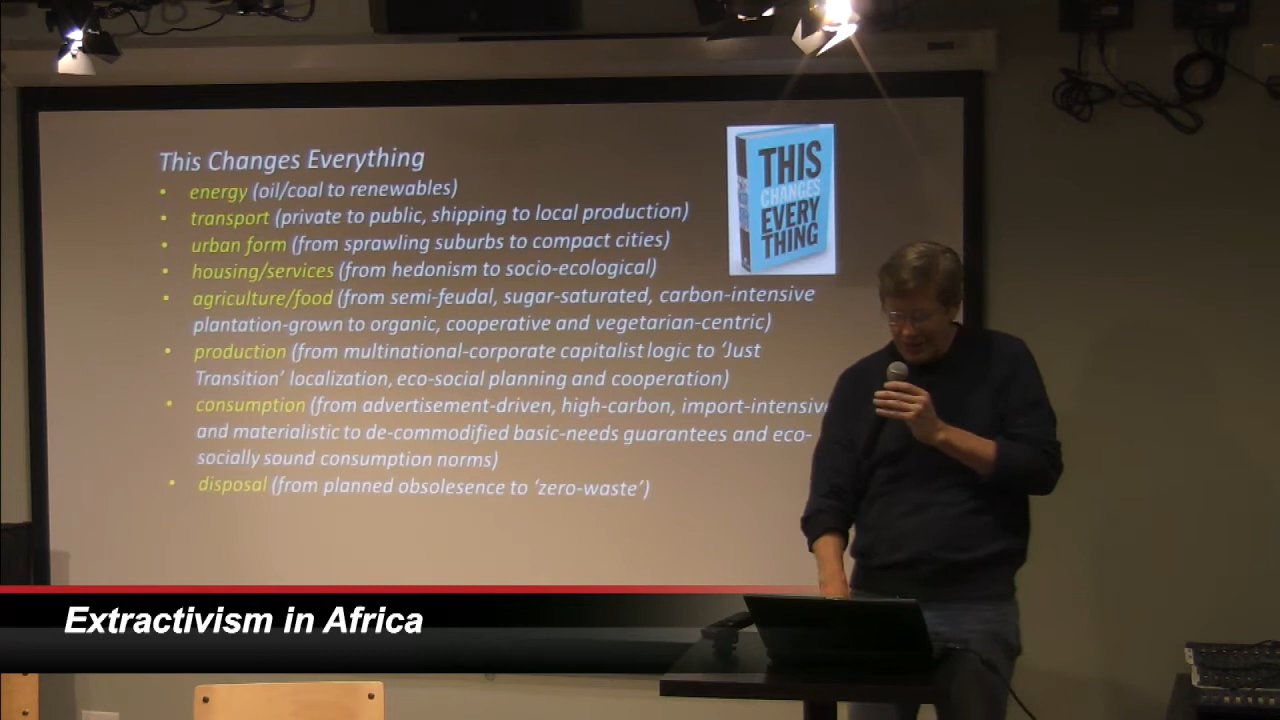 This Changes Everything
• energy (oil/coal to renewables)
• transport (private to public, shipping to local production)
• urban form (from sprawling suburbs to compact cities)
• housing/services (from hedonism to socio-ecological)
• agriculture/food (from semi-feudal, sugar-saturated, carbon-intensive
plantation-grown to organic, cooperative and vegetarian-centric)
• production (from multinational-corporate capitalist logic to ‘Just
Transition’ localization, eco-social planning and cooperation)
• consumption (from advertisement-driven, high-carbon, import-intensive
and materialistic to de-commodified basic-needs guarantees and eco-
socially sound consumption norms)
• disposal (from planned obsolesence to ‘zero-waste’)
THIS
CHANGES
EVERY
THING
Extractivism in Africa